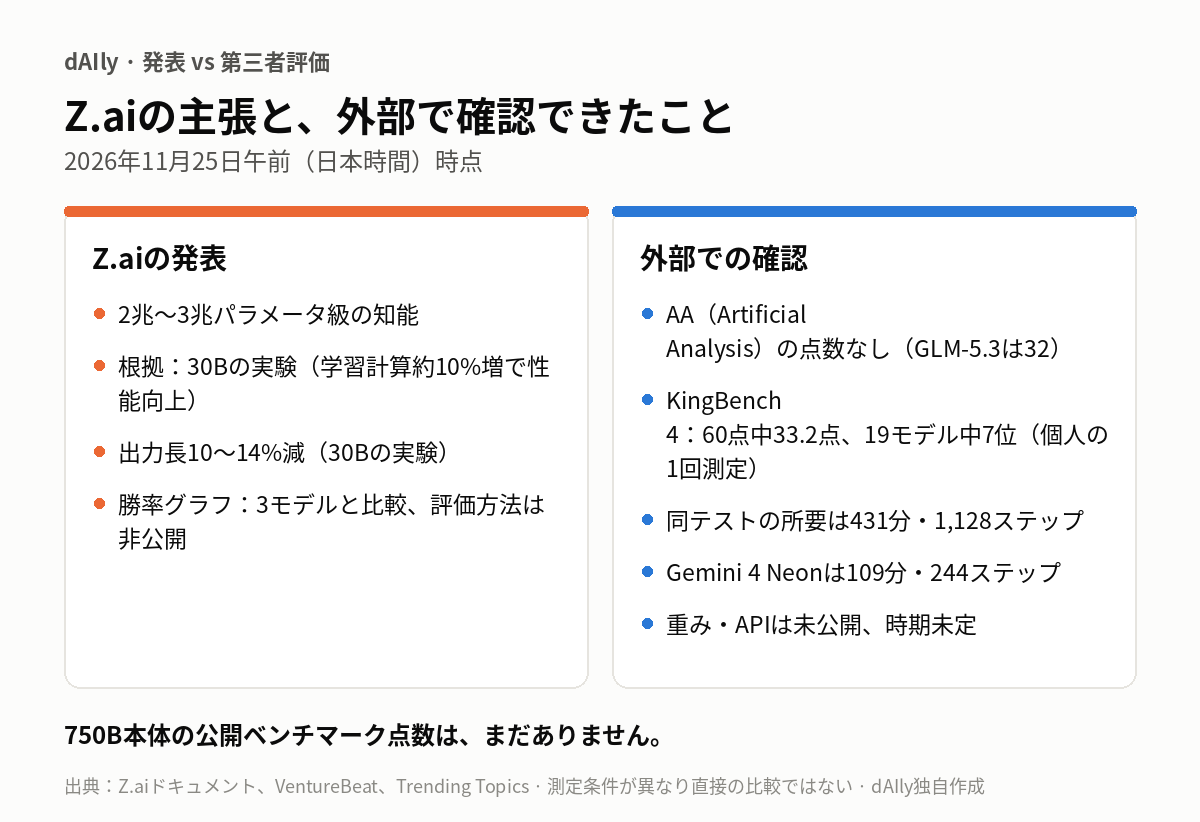 dAIly · 発表 vs 第三者評価
Z.aiの主張と、外部で確認できたこと
2026年11月25日午前（日本時間）時点
Z.aiの発表
2兆〜3兆パラメータ級の知能
根拠：30Bの実験（学習計算約10%増で性
能向上）
出力長10〜14%減（30Bの実験）
勝率グラフ：3モデルと比較、評価方法は
非公開
外部での確認
AA（Artificial
Analysis）の点数なし（GLM-5.3は32）
KingBench
4：60点中33.2点、19モデル中7位（個人の
1回測定）
同テストの所要は431分・1,128ステップ
Gemini 4 Neonは109分・244ステップ
重み・APIは未公開、時期未定
750B本体の公開ベンチマーク点数は、まだありません。
出典：Z.aiドキュメント、VentureBeat、Trending Topics · 測定条件が異なり直接の比較ではない · dAIly独自作成